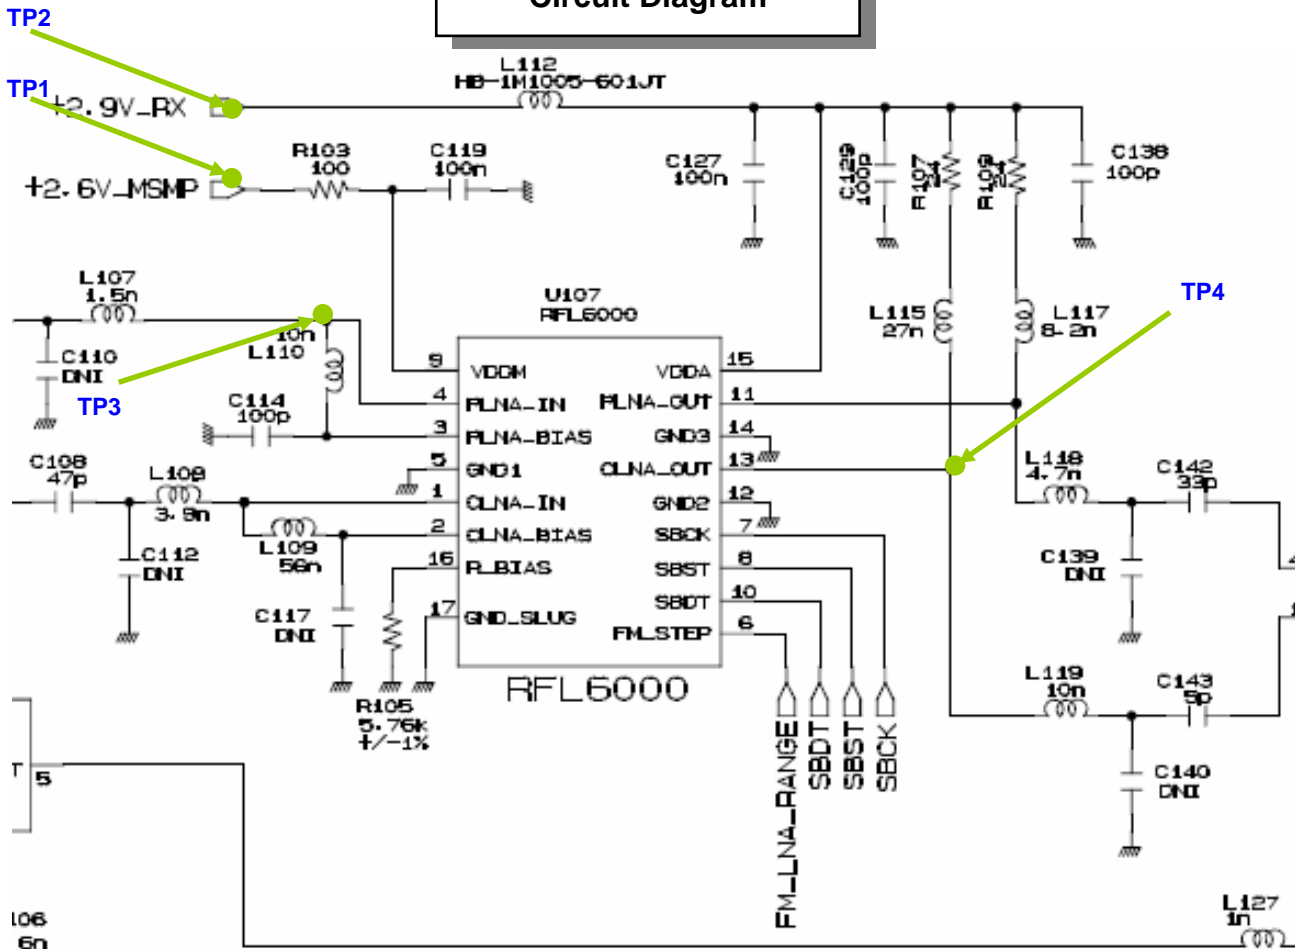 Circuit Diagram
TP2
TP1
+2.9V_RX
L112
HB-1M1005-601JT
+2.6V_MSMP
R103
100
C119
100n
C127
100n
C129
100p
R107
R109
C138
100p
L107
1.5n
C110
DNI
TP3
10n
L110
C114
100p
U107
RFL6000
L115
27n
L117
8.2n
TP4
9
VDDM
4
PLNA_IN
3
PLNA_BIAS
5
GND1
1
CLNA_IN
2
CLNA_BIAS
16
R_BIAS
17
GND_SLUG
VDDA
15
PLNA_OUT
11
GND3
14
CLNA_OUT
13
GND2
12
SBCK
7
SBST
8
SBDT
10
FM_STEP
6
RFL6000
C108
47p
L108
3.9n
C112
DNI
L109
56n
C117
DNI
R105
5.76k
+/-1%
L118
4.7n
C142
33p
C139
DNI
4
1
L119
10n
C143
5p
C140
DNI
FM_LNA_RANGE
SBDT
SBST
SBCK
T
5
106
6n
L127
1n